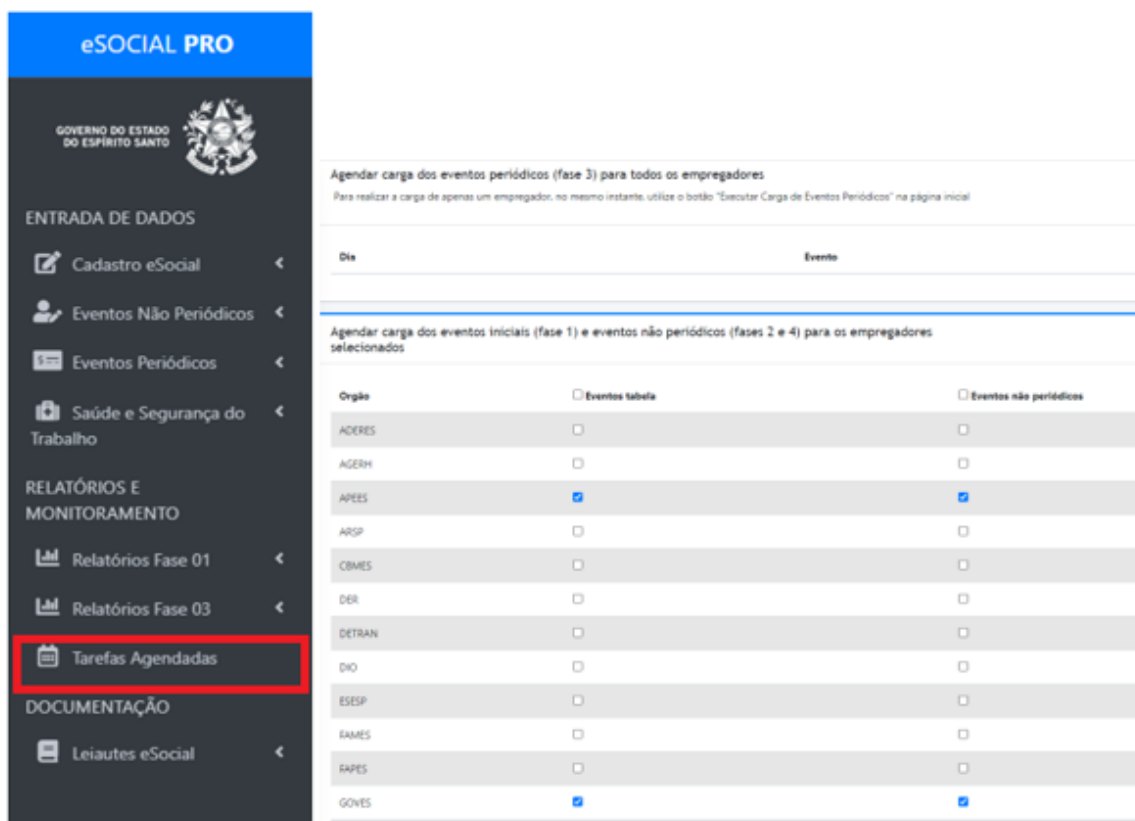 eSOCIAL PRO
GOVERNO DO ESTADO
DO ESPÍRITO SANTO
ENTRADA DE DADOS
Cadastro eSocial
Eventos Não Periódicos
Eventos Periódicos
Saúde e Segurança do
Trabalho
RELATÓRIOS E
MONITORAMENTO
Relatórios Fase 01
Relatórios Fase 03
Tarefas Agendadas
DOCUMENTAÇÃO
Leiautes eSocial
Agendar carga dos eventos periódicos (fase 3) para todos os empregadores
Para realizar a carga de apenas um empregador, no mesmo instante, utilize o botão "Executar Carga de Eventos Periódicos" na página inicial
Dia Evento
Agendar carga dos eventos iniciais (fase 1) e eventos não periódicos (fases 2 e 4) para os empregadores
selecionados
Orgão Eventos tabela Eventos não periódicos
ADERES
AGERH
APEES
ARSP
CBMES
DER
DETRAN
DIO
ESESP
FAMES
FAPES
GOVES